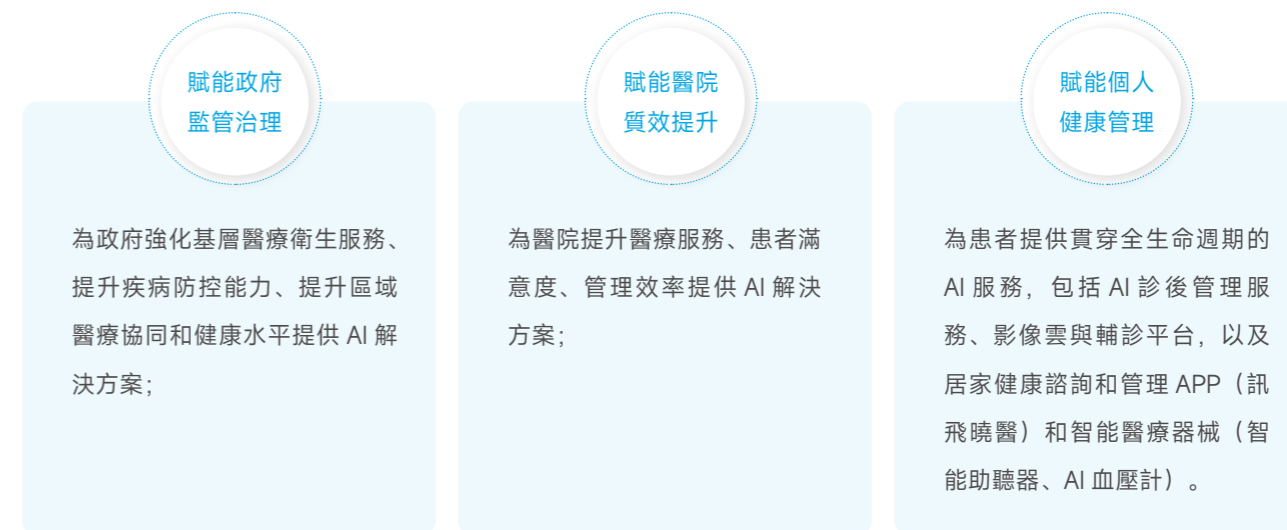 賦能政府
監管治理
為政府強化基層醫療衛生服務、
提升疾病防控能力、提升區域
醫療協同和健康水平提供 AI 解
決方案;
賦能醫院
質效提升
為醫院提升醫療服務、患者滿
意度、管理效率提供 AI 解決
方案;
賦能個人
健康管理
為患者提供貫穿全生命週期的
AI 服務, 包括 AI 診後管理服
務、影像雲與輔診平台, 以及
居家健康諮詢和管理 APP (訊
飛曉醫) 和智能醫療器械 (智
能助聽器、AI 血壓計) 。